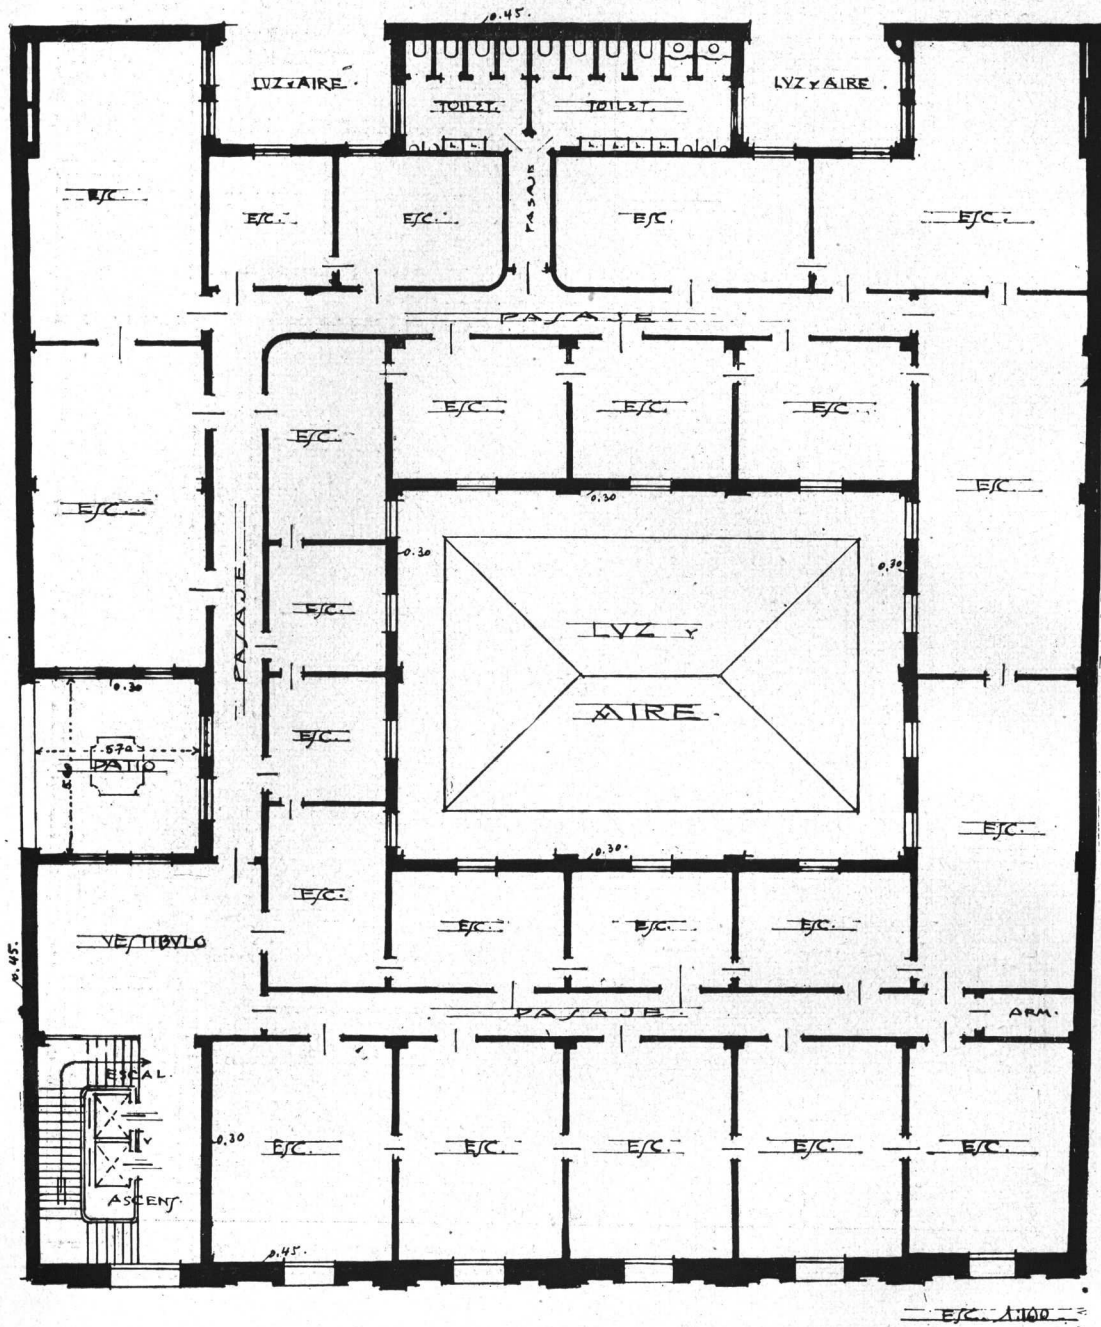 0.45.
LUZ Y AIRE.
TOILET.
TOILET.
LUZ Y AIRE.
L. L.
L. L. L. L.
PASAJE
ESC.
ESC.
ESC.
ESC.
ESC.
PASAJE.
ESC.
ESC.
ESC.
ESC.
ESC.
ESC.
0.30
0.30
0.30
PASAJE
ESC.
LUZ Y
AIRE.
0.30
ESC.
570
PATIO
5.60
ESC.
0.30.
ESC.
ESC.
ESC.
ESC.
VESTIBULO
0.45.
PASAJE.
ARM.
ESCAL.
Y
ASCENS.
0.30
ESC.
ESC.
ESC.
ESC.
ESC.
0.45.
ESC. 1:100